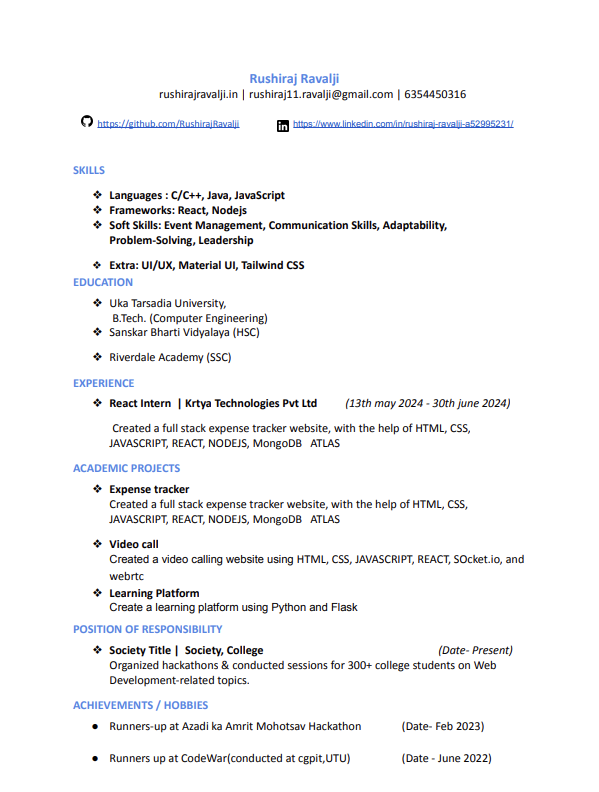 Rushiraj Ravalji
rushirajravalji.in | rushiraj11.ravalji@gmail.com | 6354450316
https://github.com/RushirajRavalji https://www.linkedin.com/in/rushiraj-ravalji-a52995231/
SKILLS
❖ Languages : C/C++, Java, JavaScript
❖ Frameworks: React, Nodejs
❖ Soft Skills: Event Management, Communication Skills, Adaptability,
Problem-Solving, Leadership
❖ Extra: UI/UX, Material UI, Tailwind CSS
EDUCATION
❖ Uka Tarsadia University,
B.Tech. (Computer Engineering)
❖ Sanskar Bharti Vidyalaya (HSC)
❖ Riverdale Academy (SSC)
EXPERIENCE
❖ React Intern | Krtya Technologies Pvt Ltd (13th may 2024 - 30th june 2024)
Created a full stack expense tracker website, with the help of HTML, CSS,
JAVASCRIPT, REACT, NODEJS, MongoDB ATLAS
ACADEMIC PROJECTS
❖ Expense tracker
Created a full stack expense tracker website, with the help of HTML, CSS,
JAVASCRIPT, REACT, NODEJS, MongoDB ATLAS
❖ Video call
Created a video calling website using HTML, CSS, JAVASCRIPT, REACT, SOcket.io, and
webrtc
❖ Learning Platform
Create a learning platform using Python and Flask
POSITION OF RESPONSIBILITY
❖ Society Title | Society, College (Date- Present)
Organized hackathons & conducted sessions for 300+ college students on Web
Development-related topics.
ACHIEVEMENTS / HOBBIES
● Runners-up at Azadi ka Amrit Mohotsav Hackathon (Date- Feb 2023)
● Runners up at CodeWar(conducted at cgpit,UTU) (Date - June 2022)